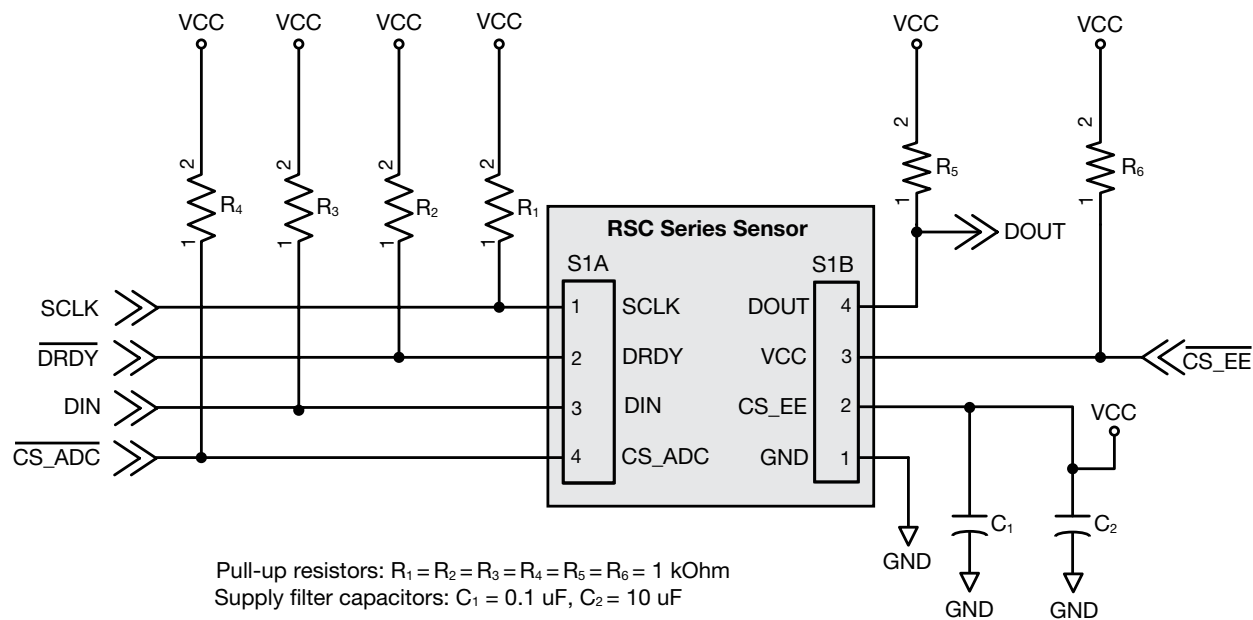 VCC VCC VCC VCC VCC VCC
2 2
R₅ R₆
2 2 2 2
1 1
R₄ R₃ R₂ R₁
RSC Series Sensor
DOUT
1 1 1 1
S1A S1B
SCLK 1 SCLK DOUT 4
D̅R̅D̅Y̅ 2 DRDY VCC 3 C̅S̅_̅E̅E̅
DIN 3 DIN CS_EE 2 VCC
C̅S̅_̅A̅D̅C̅ 4 CS_ADC GND 1
C₁ C₂
GND
Pull-up resistors: R₁ = R₂ = R₃ = R₄ = R₅ = R₆ = 1 kOhm
Supply filter capacitors: C₁ = 0.1 uF, C₂ = 10 uF
GND GND